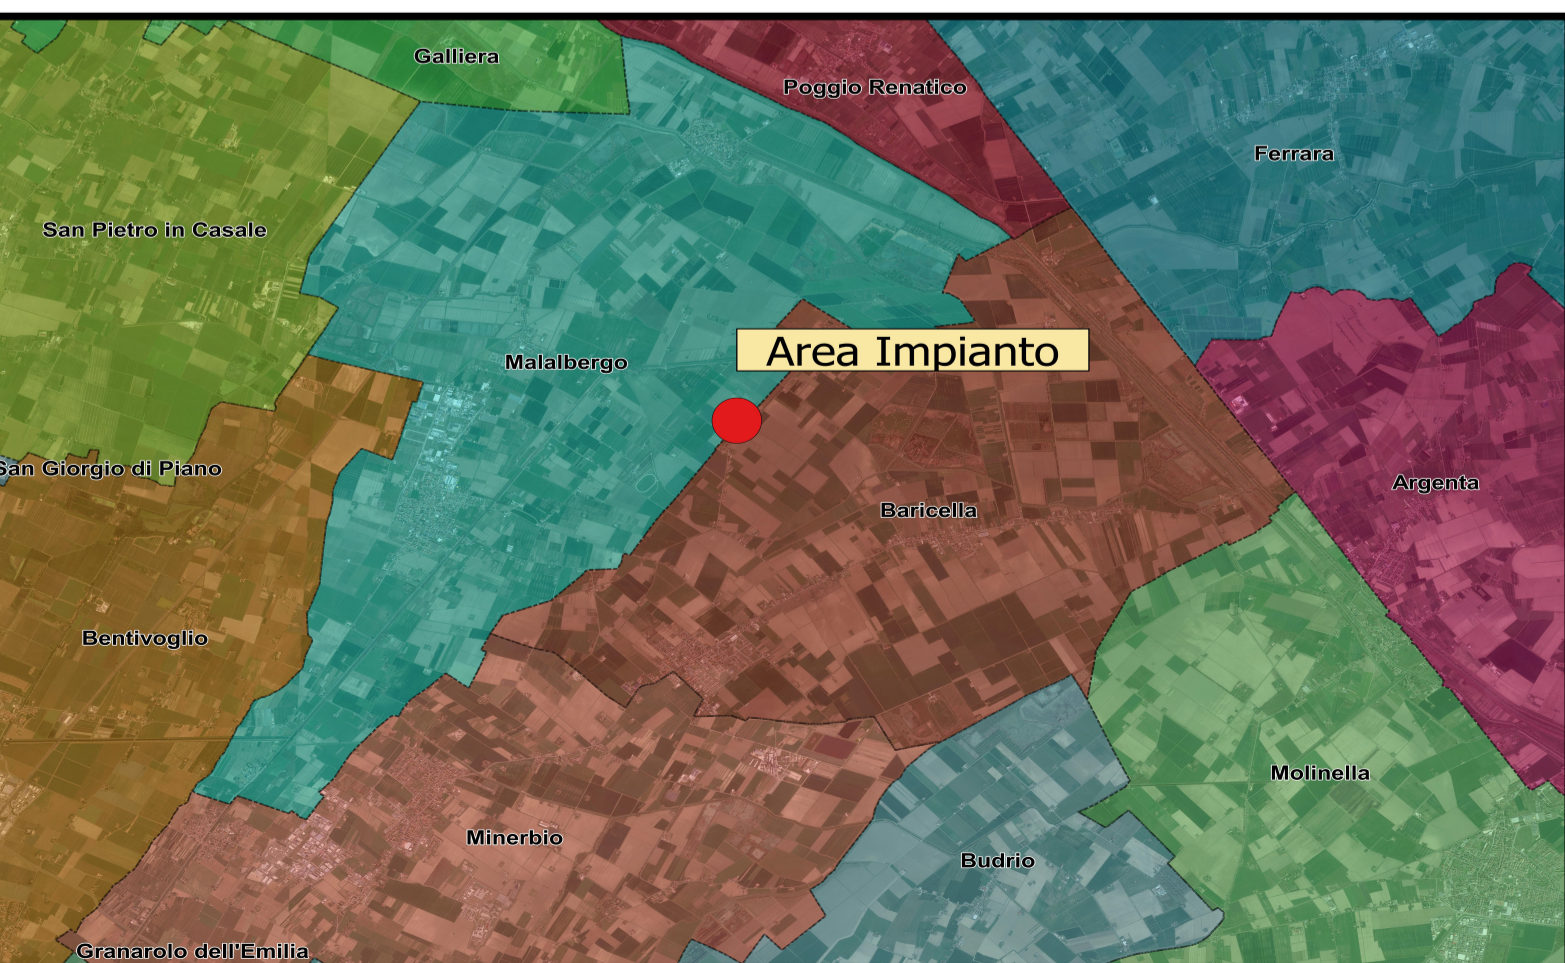 Galliera
Poggio Renatico
Ferrara
San Pietro in Casale
Area Impianto
Malalbergo
San Giorgio di Piano
Argenta
Baricella
Bentivoglio
Molinella
Minerbio
Budrio
Granarolo dell'Emilia